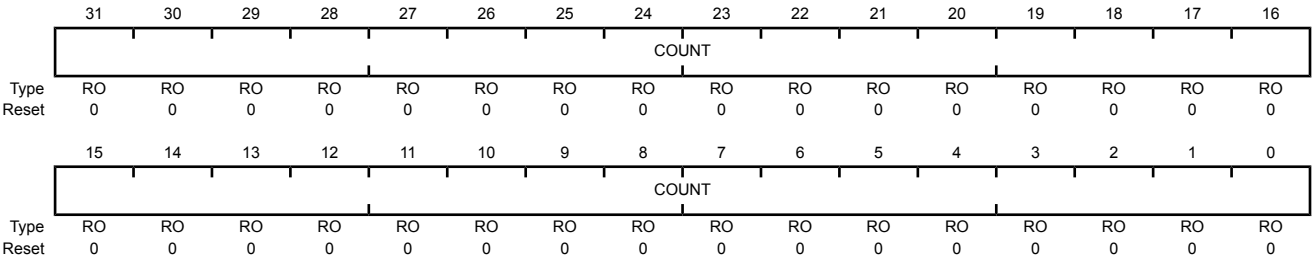 31 30 29 28 27 26 25 24 23 22 21 20 19 18 17 16
COUNT
Type RO RO RO RO RO RO RO RO RO RO RO RO RO RO RO RO
Reset 0 0 0 0 0 0 0 0 0 0 0 0 0 0 0 0
15 14 13 12 11 10 9 8 7 6 5 4 3 2 1 0
COUNT
Type RO RO RO RO RO RO RO RO RO RO RO RO RO RO RO RO
Reset 0 0 0 0 0 0 0 0 0 0 0 0 0 0 0 0